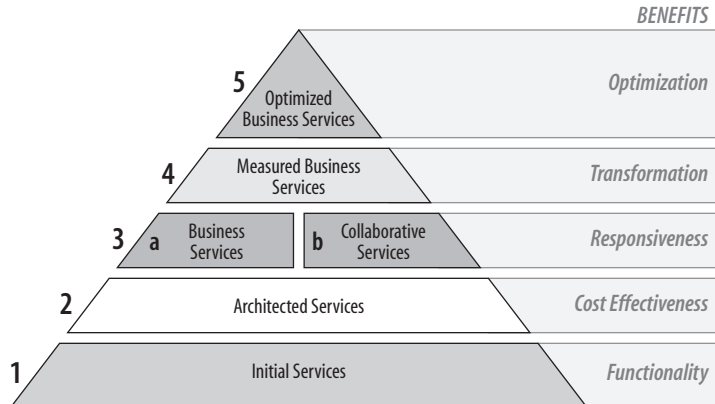 BENEFITS
5
Optimized
Business Services
Optimization
4
Measured Business
Services
Transformation
3
a
Business
Services
b
Collaborative
Services
Responsiveness
2
Architected Services
Cost Effectiveness
1
Initial Services
Functionality